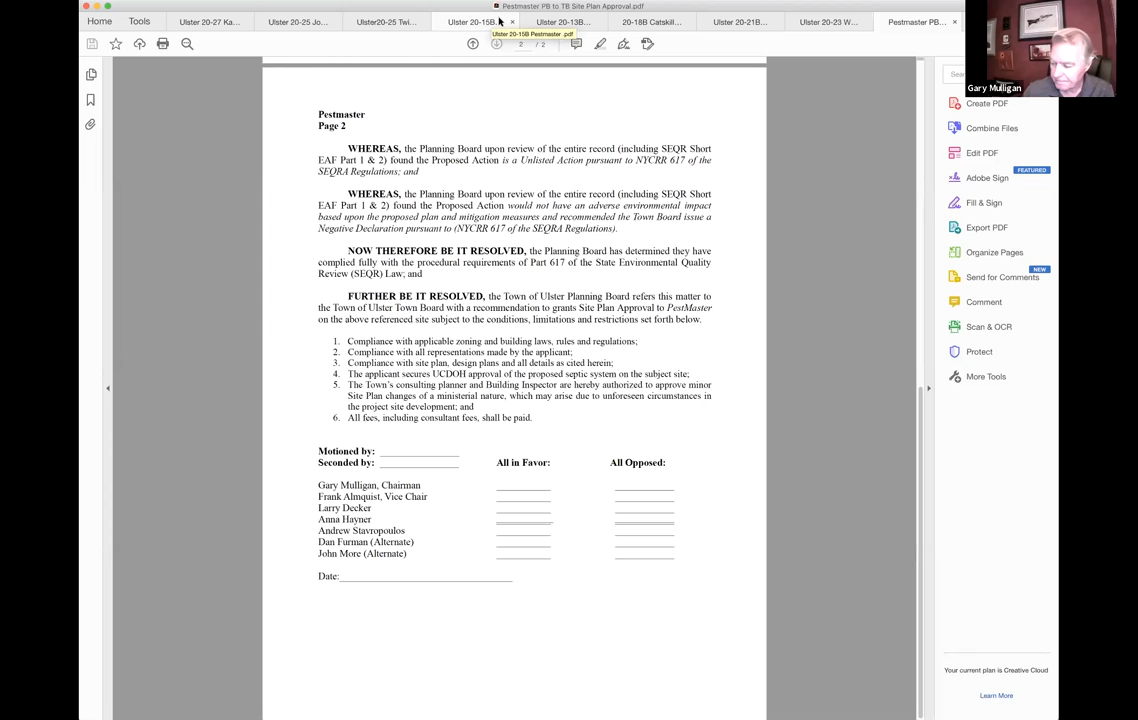 Pestmaster PB to TB Site Plan Approval.pdf
Home
Tools
Ulster 20-27 Ka...
Ulster 20-25 Jo...
Ulster20-25 Twi...
Ulster 20-15B...
Ulster 20-13B...
20-18B Catskill...
Ulster 20-21B...
Ulster 20-23 W...
Pestmaster PB...
Ulster 20-15B Pestmaster .pdf
2 / 2
Gary Mulligan
Create PDF
Combine Files
Edit PDF
FEATURED
Adobe Sign
Fill & Sign
Export PDF
Organize Pages
NEW
Send for Comments
Comment
Scan & OCR
Protect
More Tools
Your current plan is Creative Cloud
Learn More
Pestmaster
Page 2
WHEREAS, the Planning Board upon review of the entire record (including SEQR Short
EAF Part 1 & 2) found the Proposed Action is a Unlisted Action pursuant to NYCRR 617 of the
SEQRA Regulations; and
WHEREAS, the Planning Board upon review of the entire record (including SEQR Short
EAF Part 1 & 2) found the Proposed Action would not have an adverse environmental impact
based upon the proposed plan and mitigation measures and recommended the Town Board issue a
Negative Declaration pursuant to (NYCRR 617 of the SEQRA Regulations).
NOW THEREFORE BE IT RESOLVED, the Planning Board has determined they have
complied fully with the procedural requirements of Part 617 of the State Environmental Quality
Review (SEQR) Law; and
FURTHER BE IT RESOLVED, the Town of Ulster Planning Board refers this matter to
the Town of Ulster Town Board with a recommendation to grants Site Plan Approval to PestMaster
on the above referenced site subject to the conditions, limitations and restrictions set forth below.
1. Compliance with applicable zoning and building laws, rules and regulations;
2. Compliance with all representations made by the applicant;
3. Compliance with site plan, design plans and all details as cited herein;
4. The applicant secures UCDOH approval of the proposed septic system on the subject site;
5. The Town's consulting planner and Building Inspector are hereby authorized to approve minor
Site Plan changes of a ministerial nature, which may arise due to unforeseen circumstances in
the project site development; and
6. All fees, including consultant fees, shall be paid.
Motioned by:
Seconded by: All in Favor: All Opposed:
Gary Mulligan, Chairman
Frank Almquist, Vice Chair
Larry Decker
Anna Hayner
Andrew Stavropoulos
Dan Furman (Alternate)
John More (Alternate)
Date: